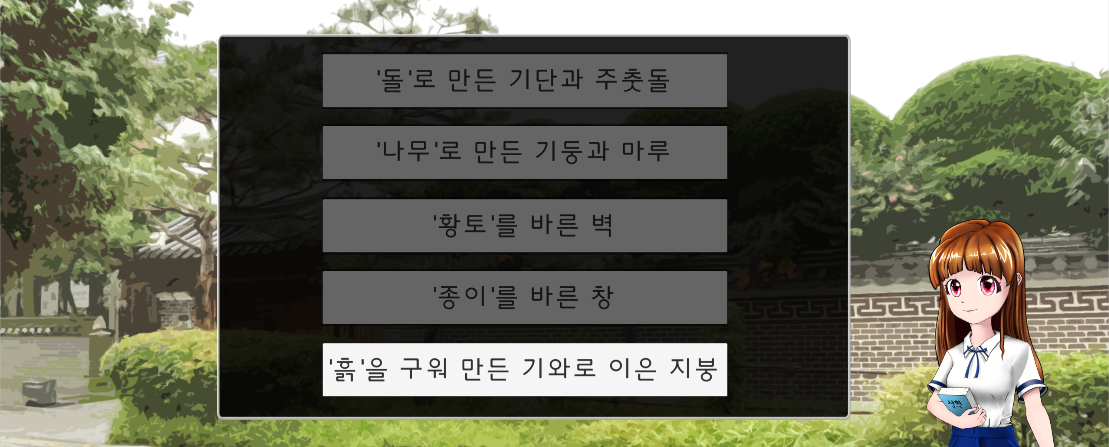 '돌'로 만든 기단과 주춧돌
'나무'로 만든 기둥과 마루
'황토'를 바른 벽
'종이'를 바른 창
'흙'을 구워 만든 기와로 이은 지붕